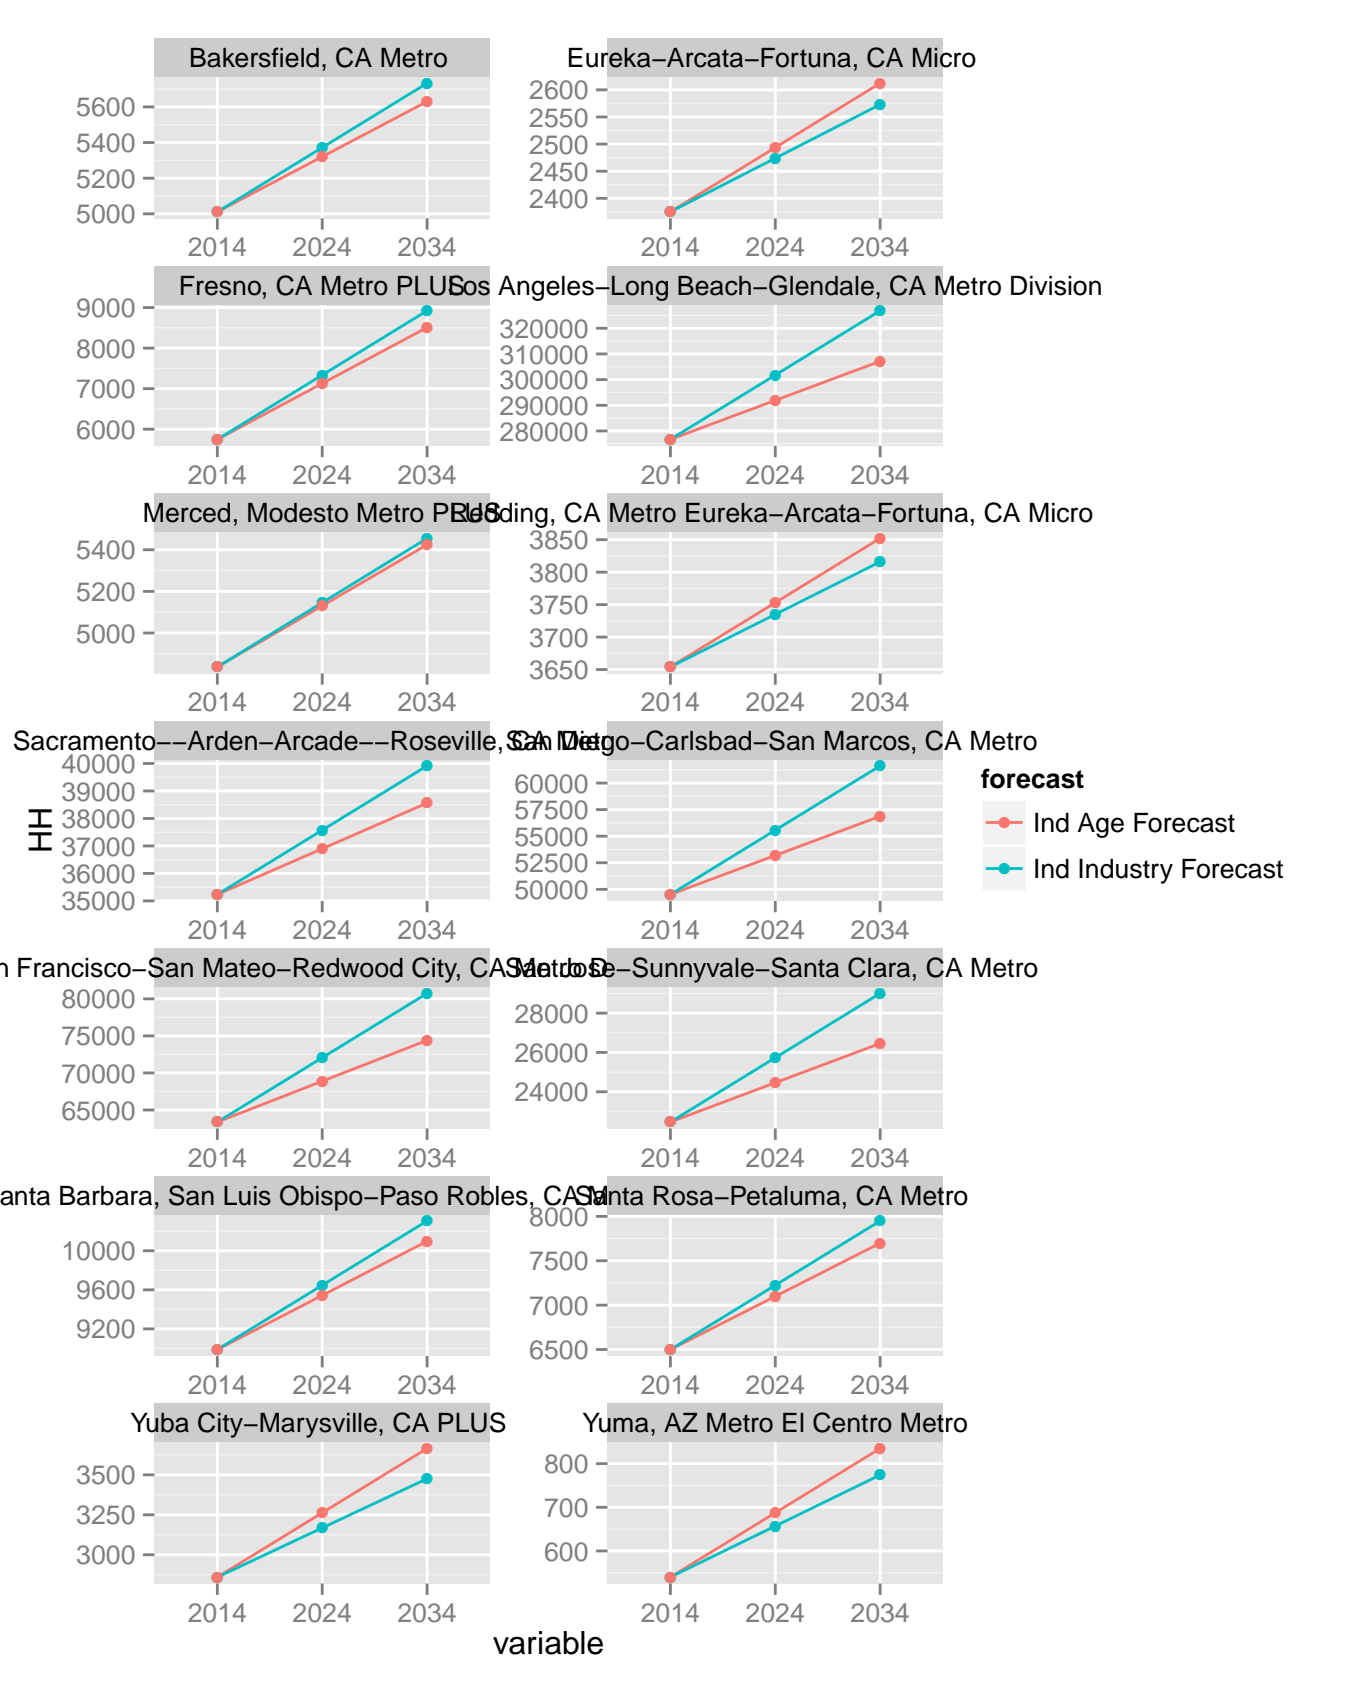 Bakersfield, CA Metro
5600
5400
5200
5000
2014 2024 2034
Eureka−Arcata−Fortuna, CA Micro
2600
2550
2500
2450
2400
2014 2024 2034
Fresno, CA Metro PLUS
9000
8000
7000
6000
2014 2024 2034
Los Angeles−Long Beach−Glendale, CA Metro Division
320000
310000
300000
290000
280000
2014 2024 2034
Merced, Modesto Metro PLUS
5400
5200
5000
2014 2024 2034
Redding, CA Metro Eureka−Arcata−Fortuna, CA Micro
3850
3800
3750
3700
3650
2014 2024 2034
Sacramento−−Arden−Arcade−−Roseville, CA Metro
40000
39000
38000
37000
36000
35000
2014 2024 2034
San Diego−Carlsbad−San Marcos, CA Metro
60000
57500
55000
52500
50000
2014 2024 2034
HH
forecast
Ind Age Forecast
Ind Industry Forecast
n Francisco−San Mateo−Redwood City, CA Metro D
80000
75000
70000
65000
2014 2024 2034
San Jose−Sunnyvale−Santa Clara, CA Metro
28000
26000
24000
2014 2024 2034
anta Barbara, San Luis Obispo−Paso Robles, CA M
10000
9600
9200
2014 2024 2034
Santa Rosa−Petaluma, CA Metro
8000
7500
7000
6500
2014 2024 2034
Yuba City−Marysville, CA PLUS
3500
3250
3000
2014 2024 2034
Yuma, AZ Metro El Centro Metro
800
700
600
2014 2024 2034
variable